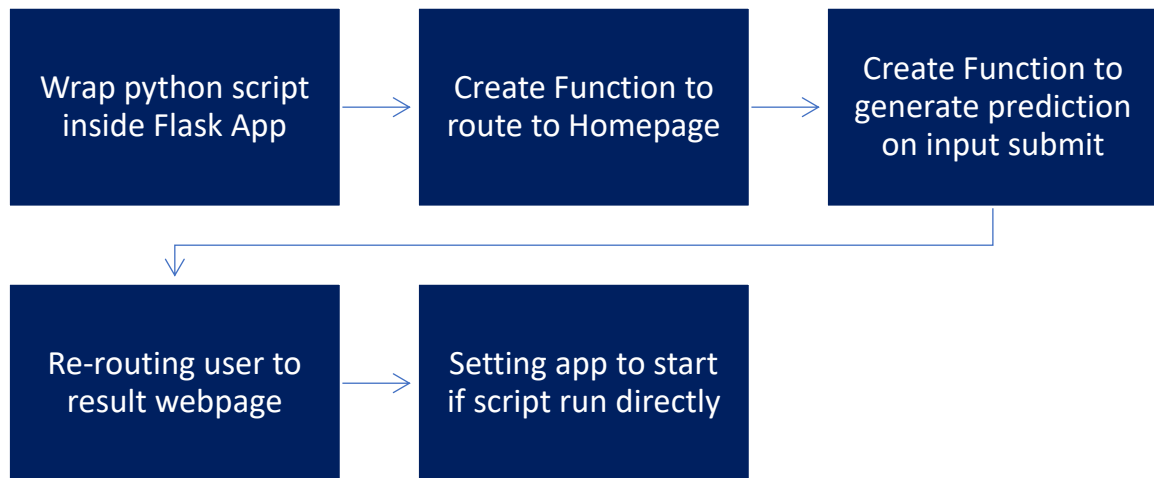 Wrap python script
inside Flask App
Create Function to
route to Homepage
Create Function to
generate prediction
on input submit
Re-routing user to
result webpage
Setting app to start
if script run directly